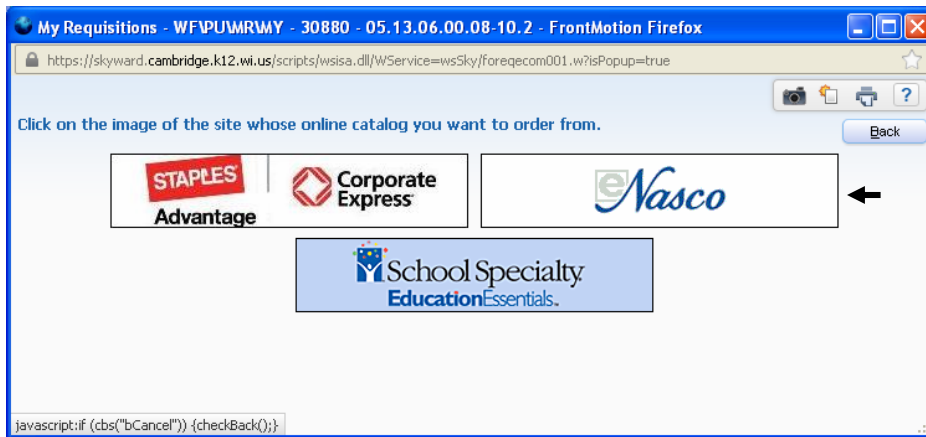 My Requisitions - WF\PU\MR\MY - 30880 - 05.13.06.00.08-10.2 - FrontMotion Firefox
https://skyward.cambridge.k12.wi.us/scripts/wsisa.dll/WService=wsSky/foreqecom001.w?isPopup=true
?
Click on the image of the site whose online catalog you want to order from.
Back
STAPLES Advantage
Corporate Express
eNasco
School Specialty
EducationEssentials™
javascript:if (cbs("bCancel")) {checkBack();}